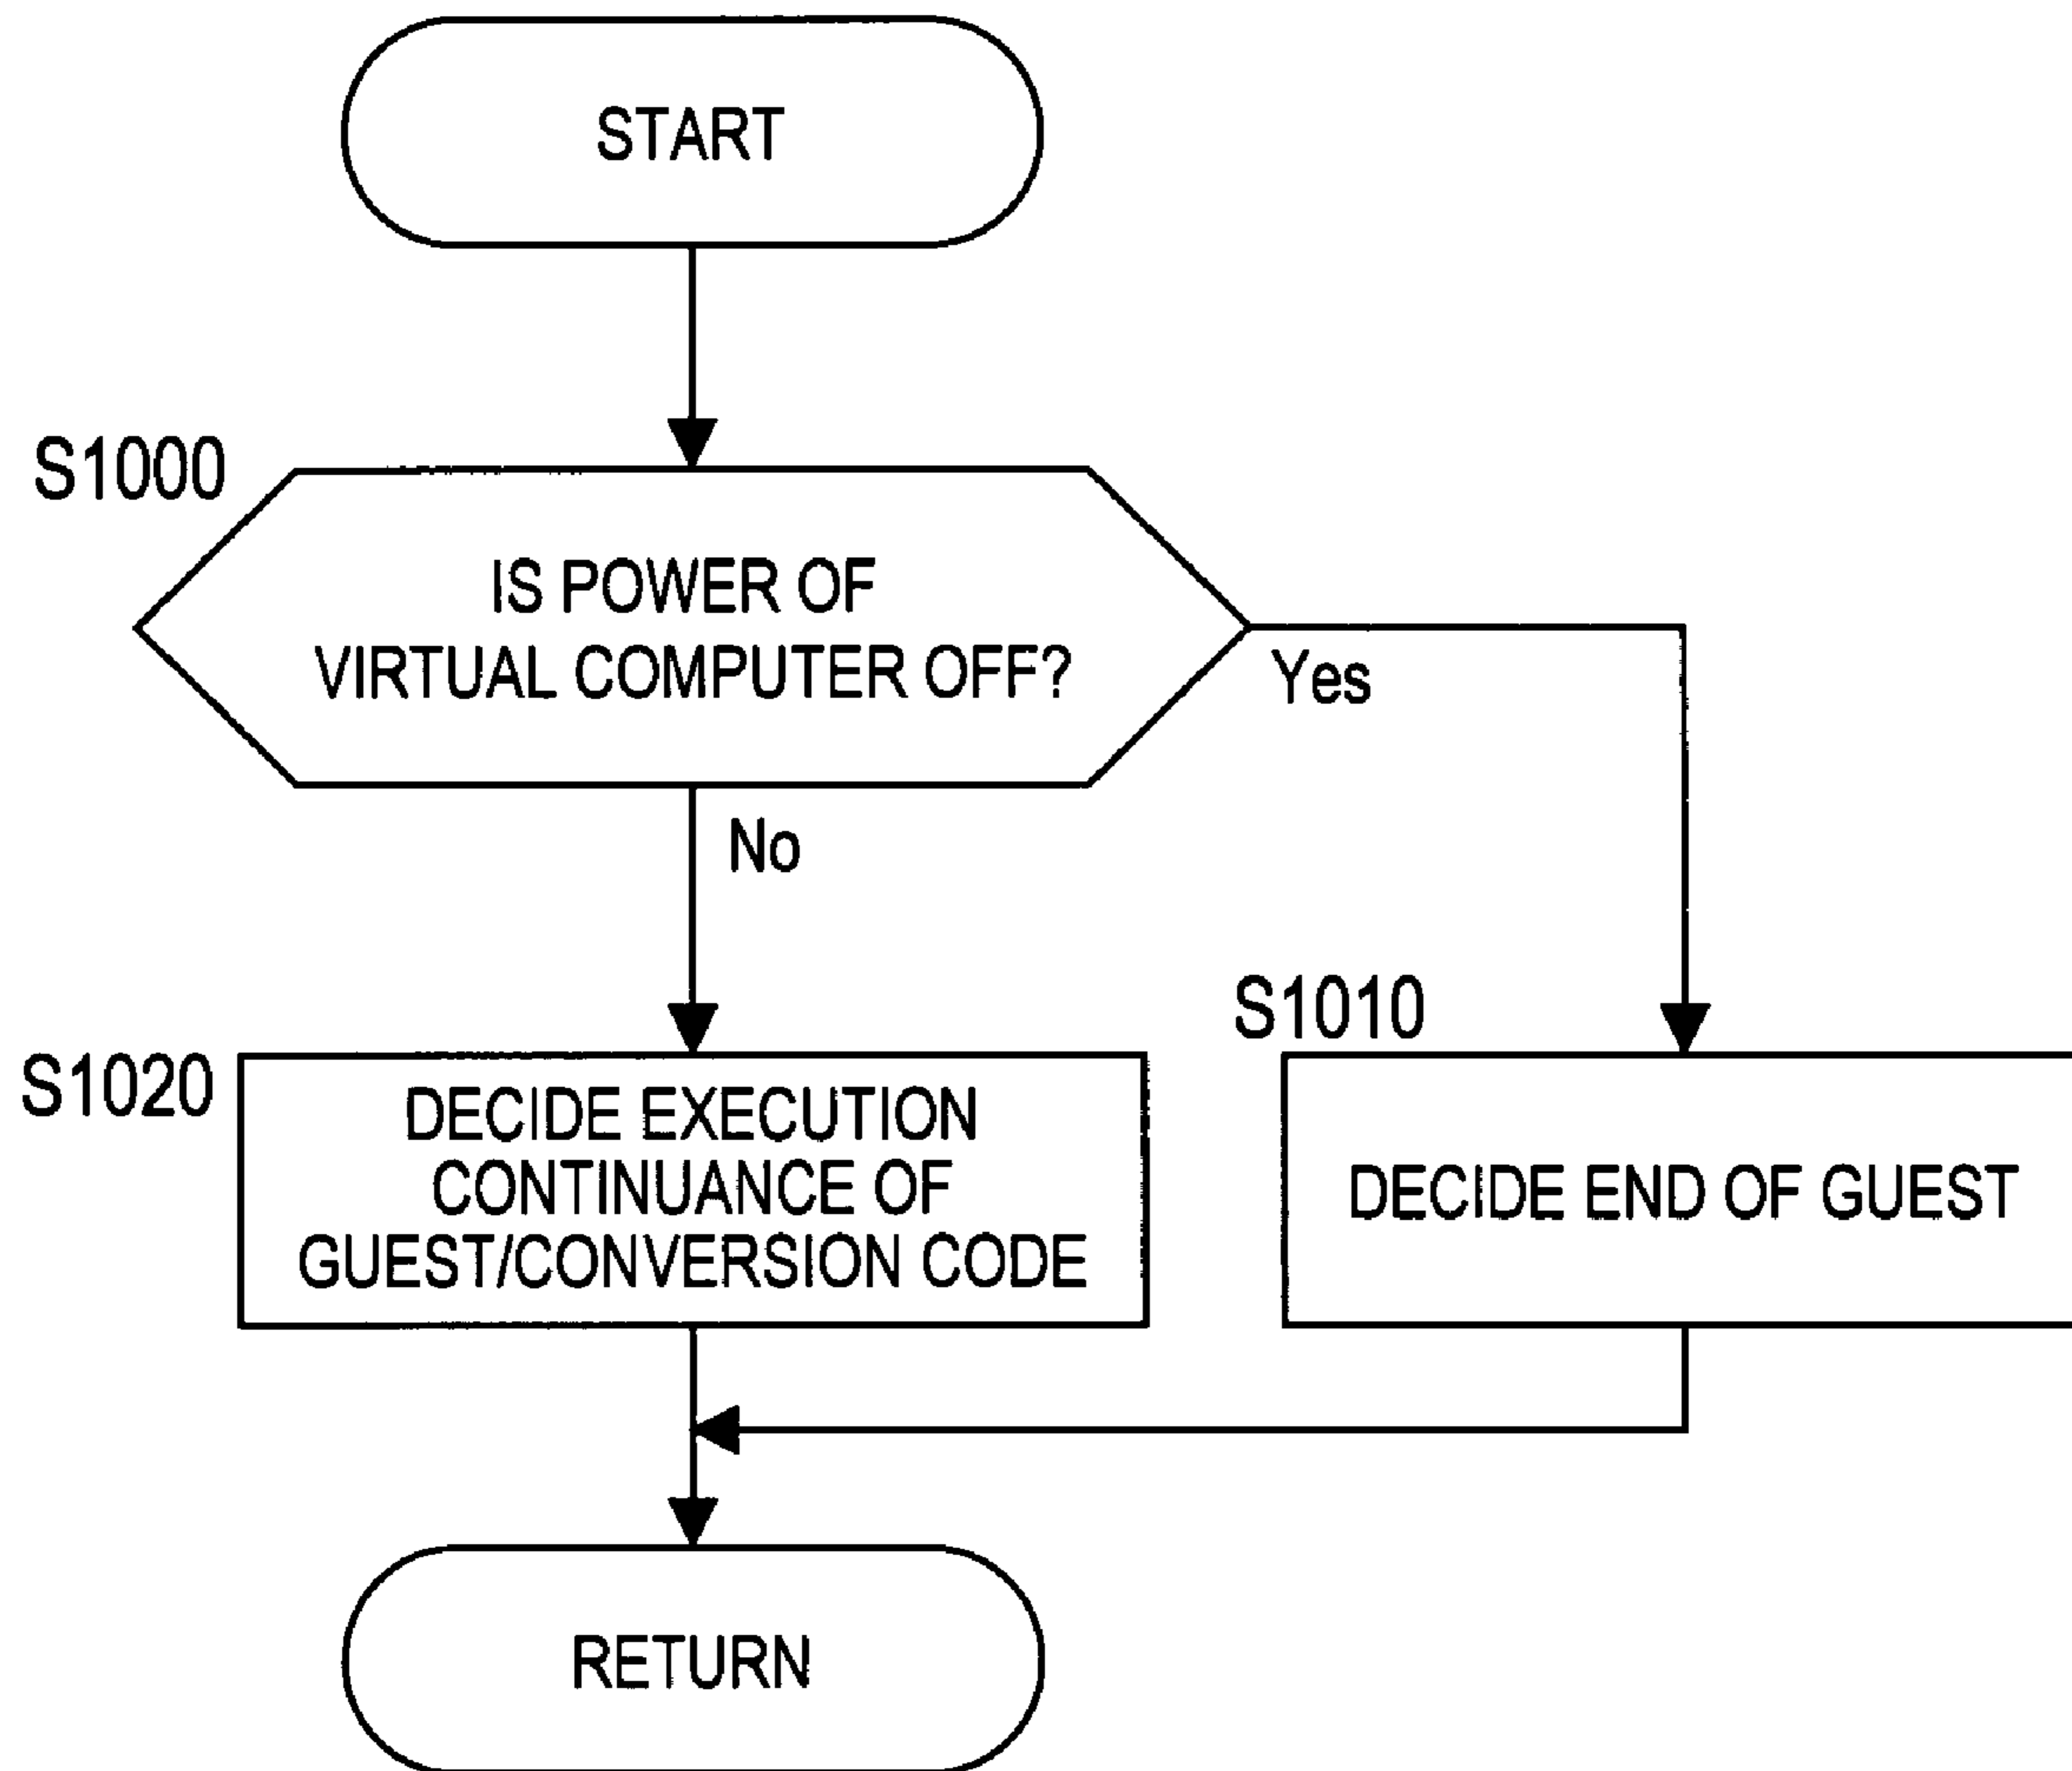 START
S1000
IS POWER OF
VIRTUAL COMPUTER OFF?
Yes
No
S1020
DECIDE EXECUTION
CONTINUANCE OF
GUEST/CONVERSION CODE
S1010
DECIDE END OF GUEST
RETURN